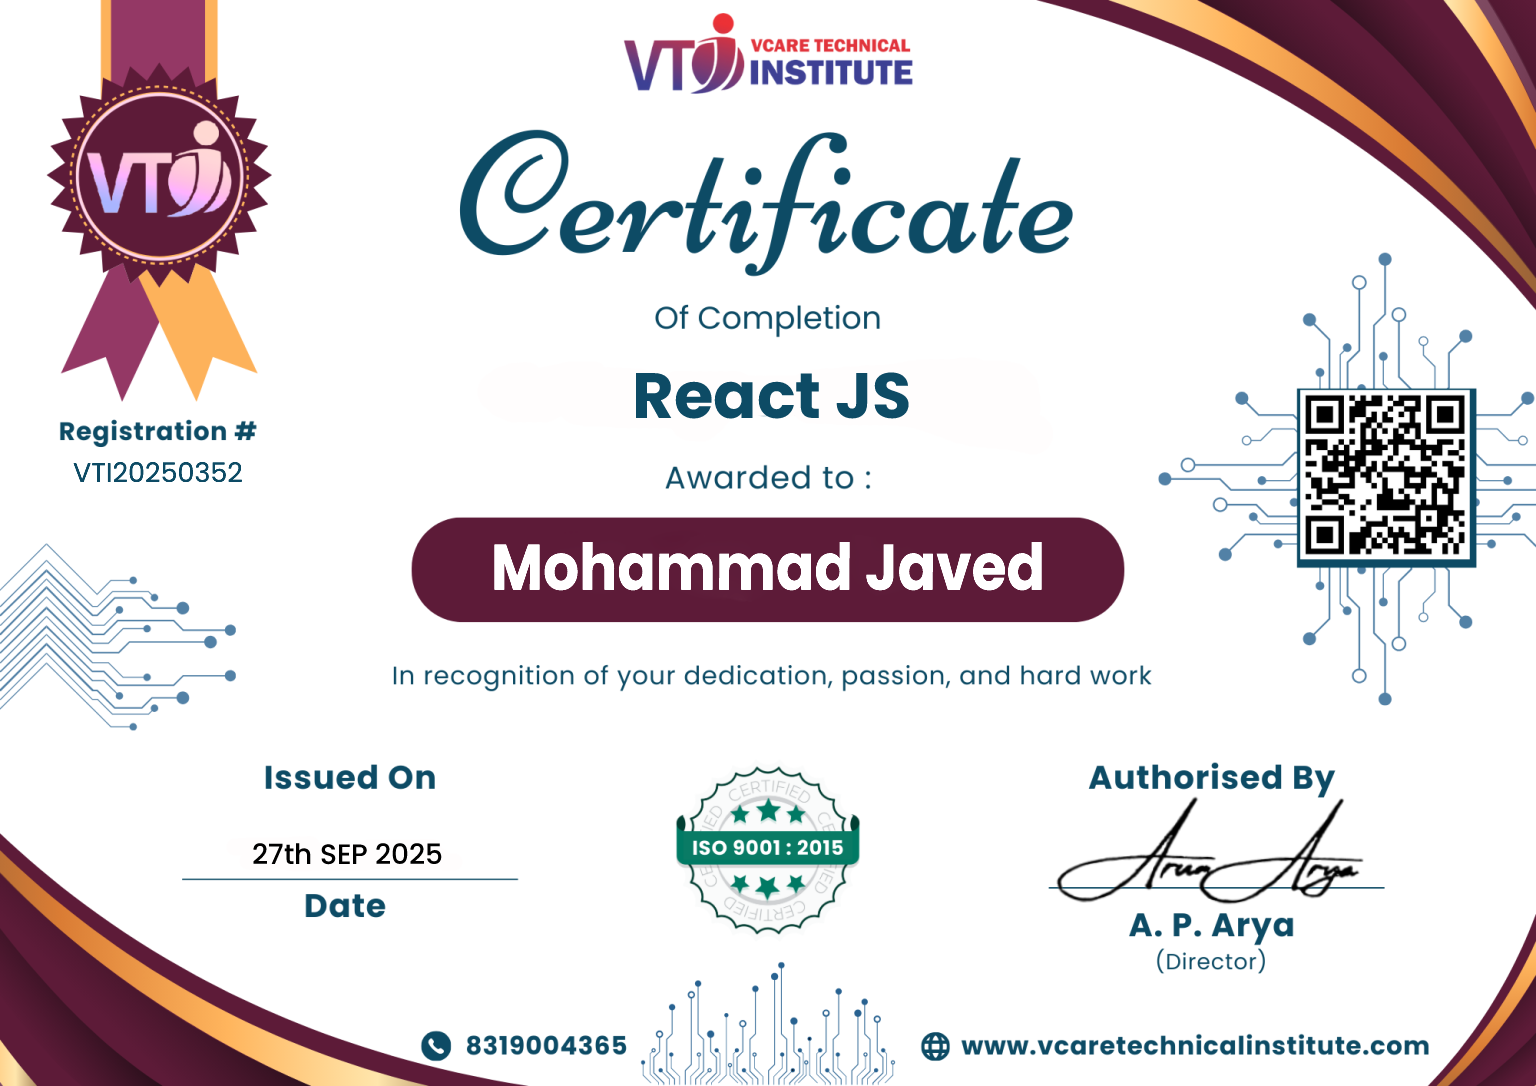 VTI VCARE TECHNICAL
INSTITUTE
VTI
Certificate
Of Completion
React JS
Registration #
VTI20250352
Awarded to :
Mohammad Javed
In recognition of your dedication, passion, and hard work
Issued On
27th SEP 2025
Date
CERTIFIED
ISO 9001 : 2015
CERTIFIED
Authorised By
Arun Arya
A. P. Arya
(Director)
8319004365
www.vcaretechnicalinstitute.com